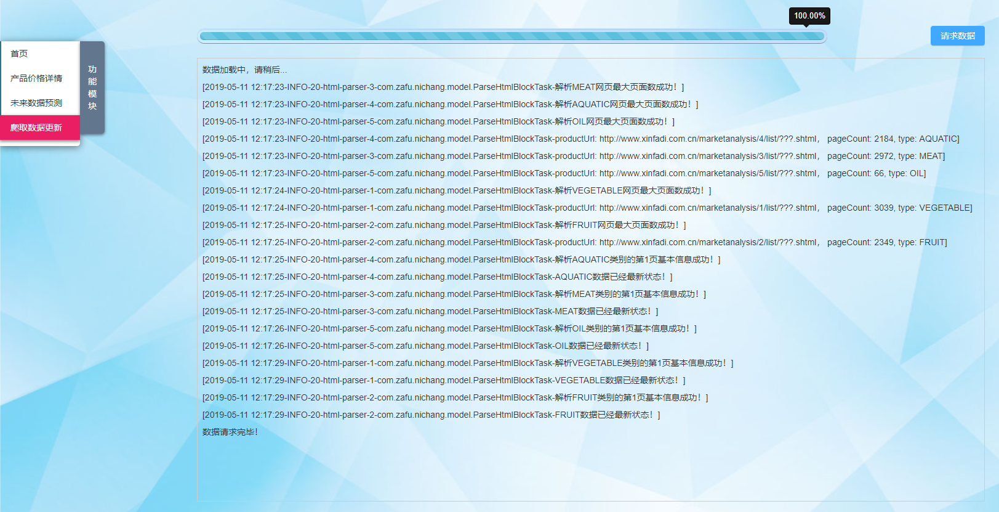 100.00%
请求数据
首页
产品价格详情
未来数据预测
爬取数据更新
功
能
模
块
数据加载中，请稍后...
[2019-05-11 12:17:23-INFO-20-html-parser-3-com.zafu.nichang.model.ParseHtmlBlockTask-解析MEAT网页最大页面数成功！]
[2019-05-11 12:17:23-INFO-20-html-parser-4-com.zafu.nichang.model.ParseHtmlBlockTask-解析AQUATIC网页最大页面数成功！]
[2019-05-11 12:17:23-INFO-20-html-parser-5-com.zafu.nichang.model.ParseHtmlBlockTask-解析OIL网页最大页面数成功！]
[2019-05-11 12:17:23-INFO-20-html-parser-4-com.zafu.nichang.model.ParseHtmlBlockTask-productUrl: http://www.xinfadi.com.cn/marketanalysis/4/list/???.shtml， pageCount: 2184, type: AQUATIC]
[2019-05-11 12:17:23-INFO-20-html-parser-3-com.zafu.nichang.model.ParseHtmlBlockTask-productUrl: http://www.xinfadi.com.cn/marketanalysis/3/list/???.shtml， pageCount: 2972, type: MEAT]
[2019-05-11 12:17:23-INFO-20-html-parser-5-com.zafu.nichang.model.ParseHtmlBlockTask-productUrl: http://www.xinfadi.com.cn/marketanalysis/5/list/???.shtml， pageCount: 66, type: OIL]
[2019-05-11 12:17:24-INFO-20-html-parser-1-com.zafu.nichang.model.ParseHtmlBlockTask-解析VEGETABLE网页最大页面数成功！]
[2019-05-11 12:17:24-INFO-20-html-parser-1-com.zafu.nichang.model.ParseHtmlBlockTask-productUrl: http://www.xinfadi.com.cn/marketanalysis/1/list/???.shtml， pageCount: 3039, type: VEGETABLE]
[2019-05-11 12:17:25-INFO-20-html-parser-2-com.zafu.nichang.model.ParseHtmlBlockTask-解析FRUIT网页最大页面数成功！]
[2019-05-11 12:17:25-INFO-20-html-parser-2-com.zafu.nichang.model.ParseHtmlBlockTask-productUrl: http://www.xinfadi.com.cn/marketanalysis/2/list/???.shtml， pageCount: 2349, type: FRUIT]
[2019-05-11 12:17:25-INFO-20-html-parser-4-com.zafu.nichang.model.ParseHtmlBlockTask-解析AQUATIC类别的第1页基本信息成功！]
[2019-05-11 12:17:25-INFO-20-html-parser-4-com.zafu.nichang.model.ParseHtmlBlockTask-AQUATIC数据已经最新状态！]
[2019-05-11 12:17:25-INFO-20-html-parser-3-com.zafu.nichang.model.ParseHtmlBlockTask-解析MEAT类别的第1页基本信息成功！]
[2019-05-11 12:17:25-INFO-20-html-parser-3-com.zafu.nichang.model.ParseHtmlBlockTask-MEAT数据已经最新状态！]
[2019-05-11 12:17:26-INFO-20-html-parser-5-com.zafu.nichang.model.ParseHtmlBlockTask-解析OIL类别的第1页基本信息成功！]
[2019-05-11 12:17:26-INFO-20-html-parser-5-com.zafu.nichang.model.ParseHtmlBlockTask-OIL数据已经最新状态！]
[2019-05-11 12:17:29-INFO-20-html-parser-1-com.zafu.nichang.model.ParseHtmlBlockTask-解析VEGETABLE类别的第1页基本信息成功！]
[2019-05-11 12:17:29-INFO-20-html-parser-1-com.zafu.nichang.model.ParseHtmlBlockTask-VEGETABLE数据已经最新状态！]
[2019-05-11 12:17:29-INFO-20-html-parser-2-com.zafu.nichang.model.ParseHtmlBlockTask-解析FRUIT类别的第1页基本信息成功！]
[2019-05-11 12:17:29-INFO-20-html-parser-2-com.zafu.nichang.model.ParseHtmlBlockTask-FRUIT数据已经最新状态！]
数据请求完毕！